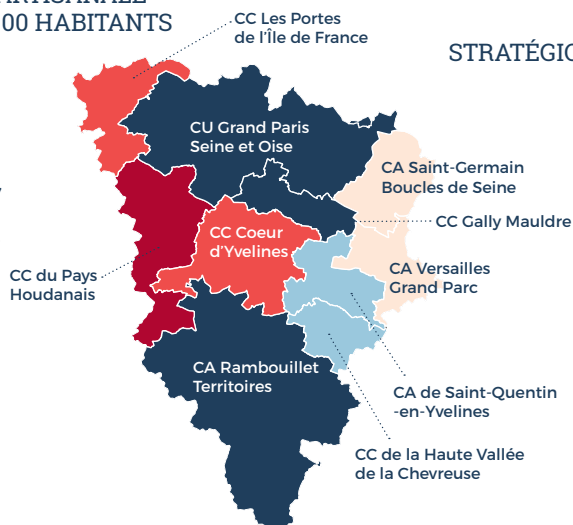 00 HABITANTS
STRATÉGIC
CC Les Portes
de l'Île de France
CU Grand Paris
Seine et Oise
CA Saint-Germain
Boucles de Seine
CC Gally Mauldre
CC Coeur
d'Yvelines
CA Versailles
Grand Parc
CC du Pays
Houdanais
CA Rambouillet
Territoires
CA de Saint-Quentin
-en-Yvelines
CC de la Haute Vallée
de la Chevreuse